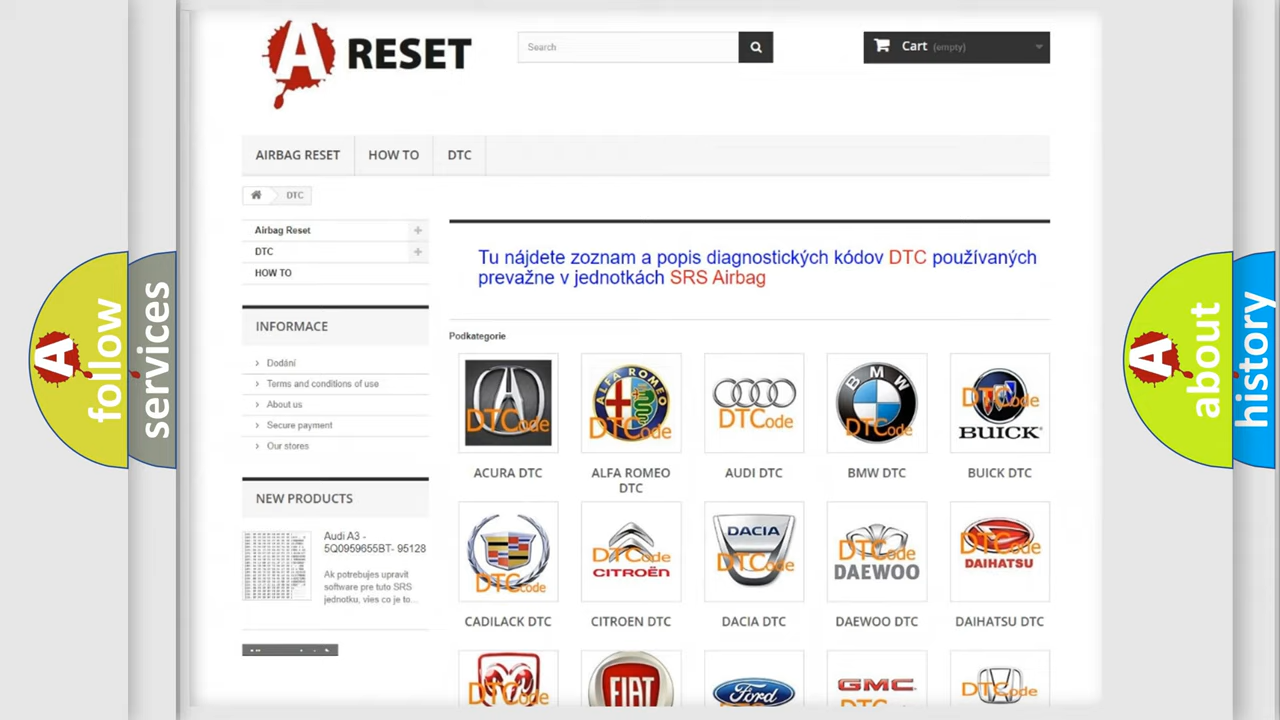 A RESET
Search
Cart (empty)
AIRBAG RESET
HOW TO
DTC
DTC
Airbag Reset
DTC
HOW TO
Tu nájdete zoznam a popis diagnostických kódov DTC používaných
prevažne v jednotkách SRS Airbag
INFORMACE
Dodání
Terms and conditions of use
About us
Secure payment
Our stores
Podkategorie
DTCode
ALFA ROMEO
DTCode
DTCode
BMW
DTCode
DTCode
BUICK
ACURA DTC
ALFA ROMEO
DTC
AUDI DTC
BMW DTC
BUICK DTC
NEW PRODUCTS
Audi A3 -
5Q0959655BT- 95128
Ak potrebujes upravit
software pre tuto SRS
jednotku, vies co je to...
DTCode
DTCode
CITROËN
DACIA
DTCode
DTCode
DAEWOO
DTCode
DAIHATSU
CADILACK DTC
CITROEN DTC
DACIA DTC
DAEWOO DTC
DAIHATSU DTC
DTCode
FIAT
Ford
GMC
DTCode
A follow
services
A about
history